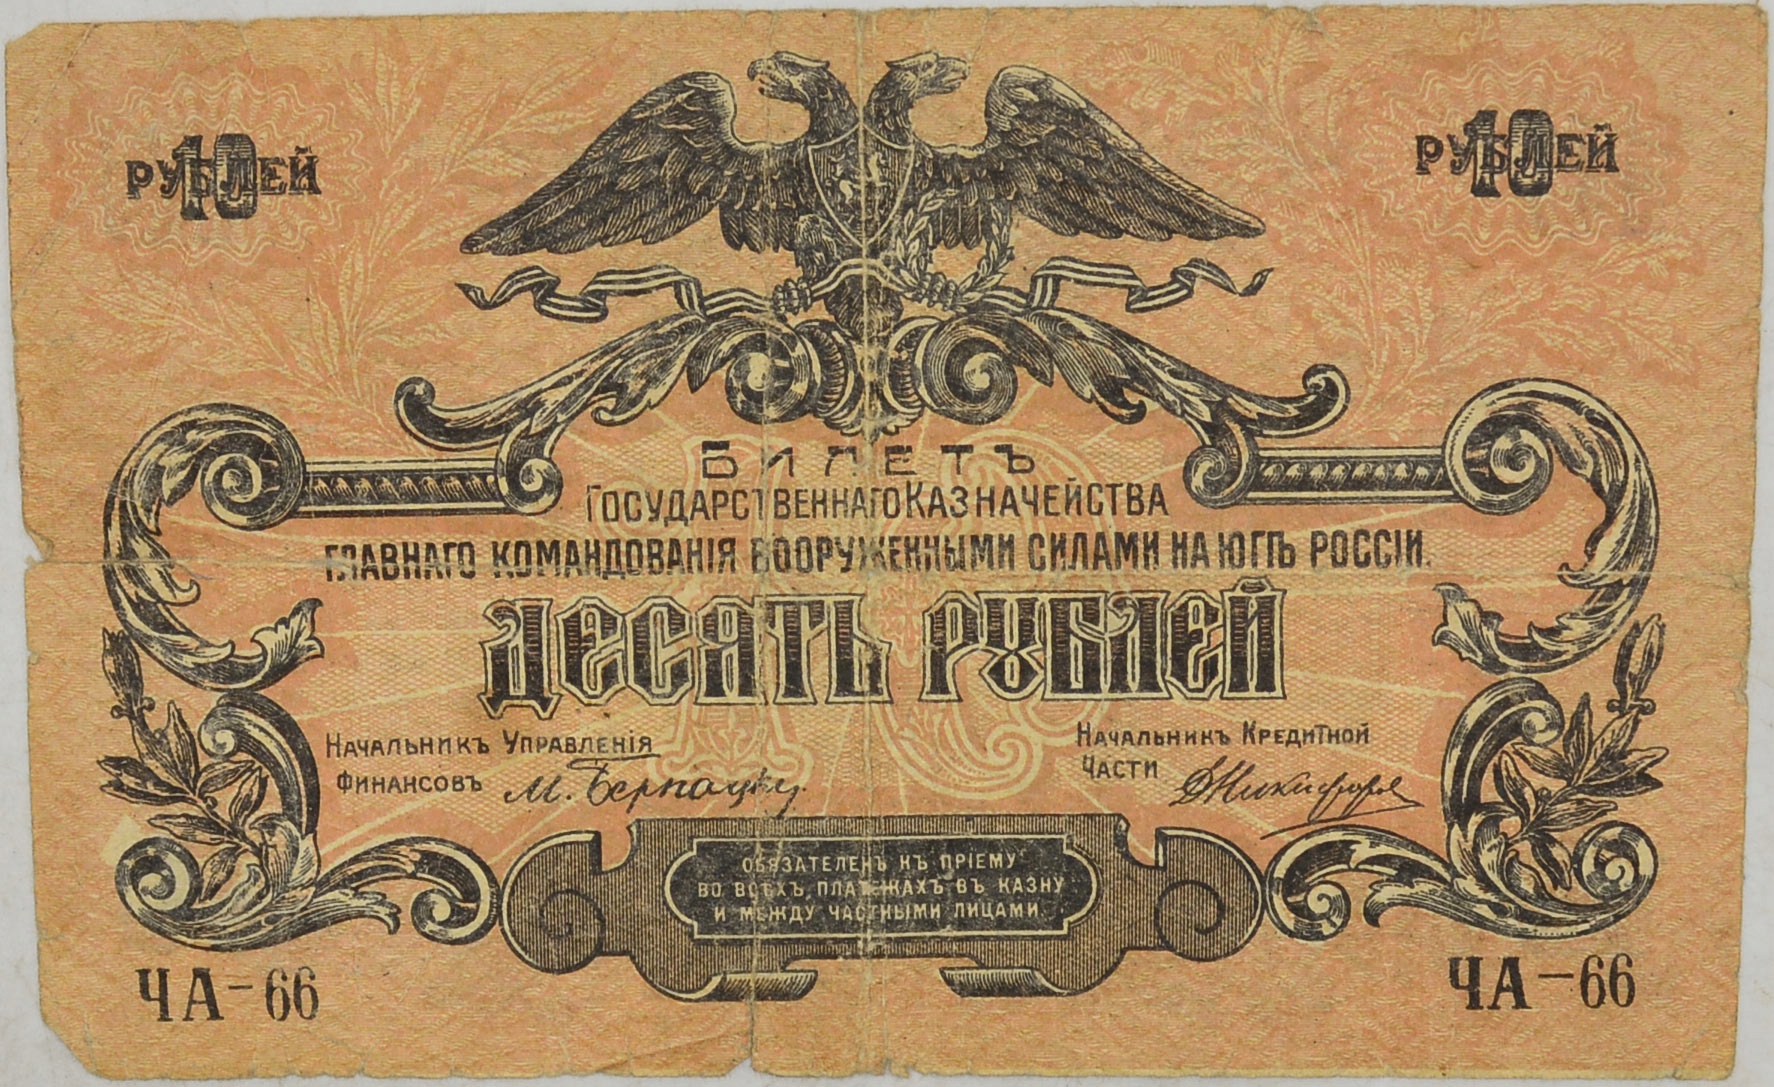 10 РУБЛЕЙ
10 РУБЛЕЙ
БИЛЕТЪ
ГОСУДАРСТВЕННАГО КАЗНАЧЕЙСТВА
ГЛАВНАГО КОМАНДОВАНІЯ ВООРУЖЕННЫМИ СИЛАМИ НА ЮГѢ РОССІИ.
ДЕСЯТЬ РУБЛЕЙ
НАЧАЛЬНИКЪ УПРАВЛЕНІЯ
ФИНАНСОВЪ М. Бернацкій
НАЧАЛЬНИКЪ КРЕДИТНОЙ
ЧАСТИ Д Никифоров
ОБЯЗАТЕЛЕНЪ КЪ ПРІЕМУ
ВО ВСѢХЪ ПЛАТЕЖАХЪ ВЪ КАЗНУ
И МЕЖДУ ЧАСТНЫМИ ЛИЦАМИ.
ЧА-66
ЧА-66